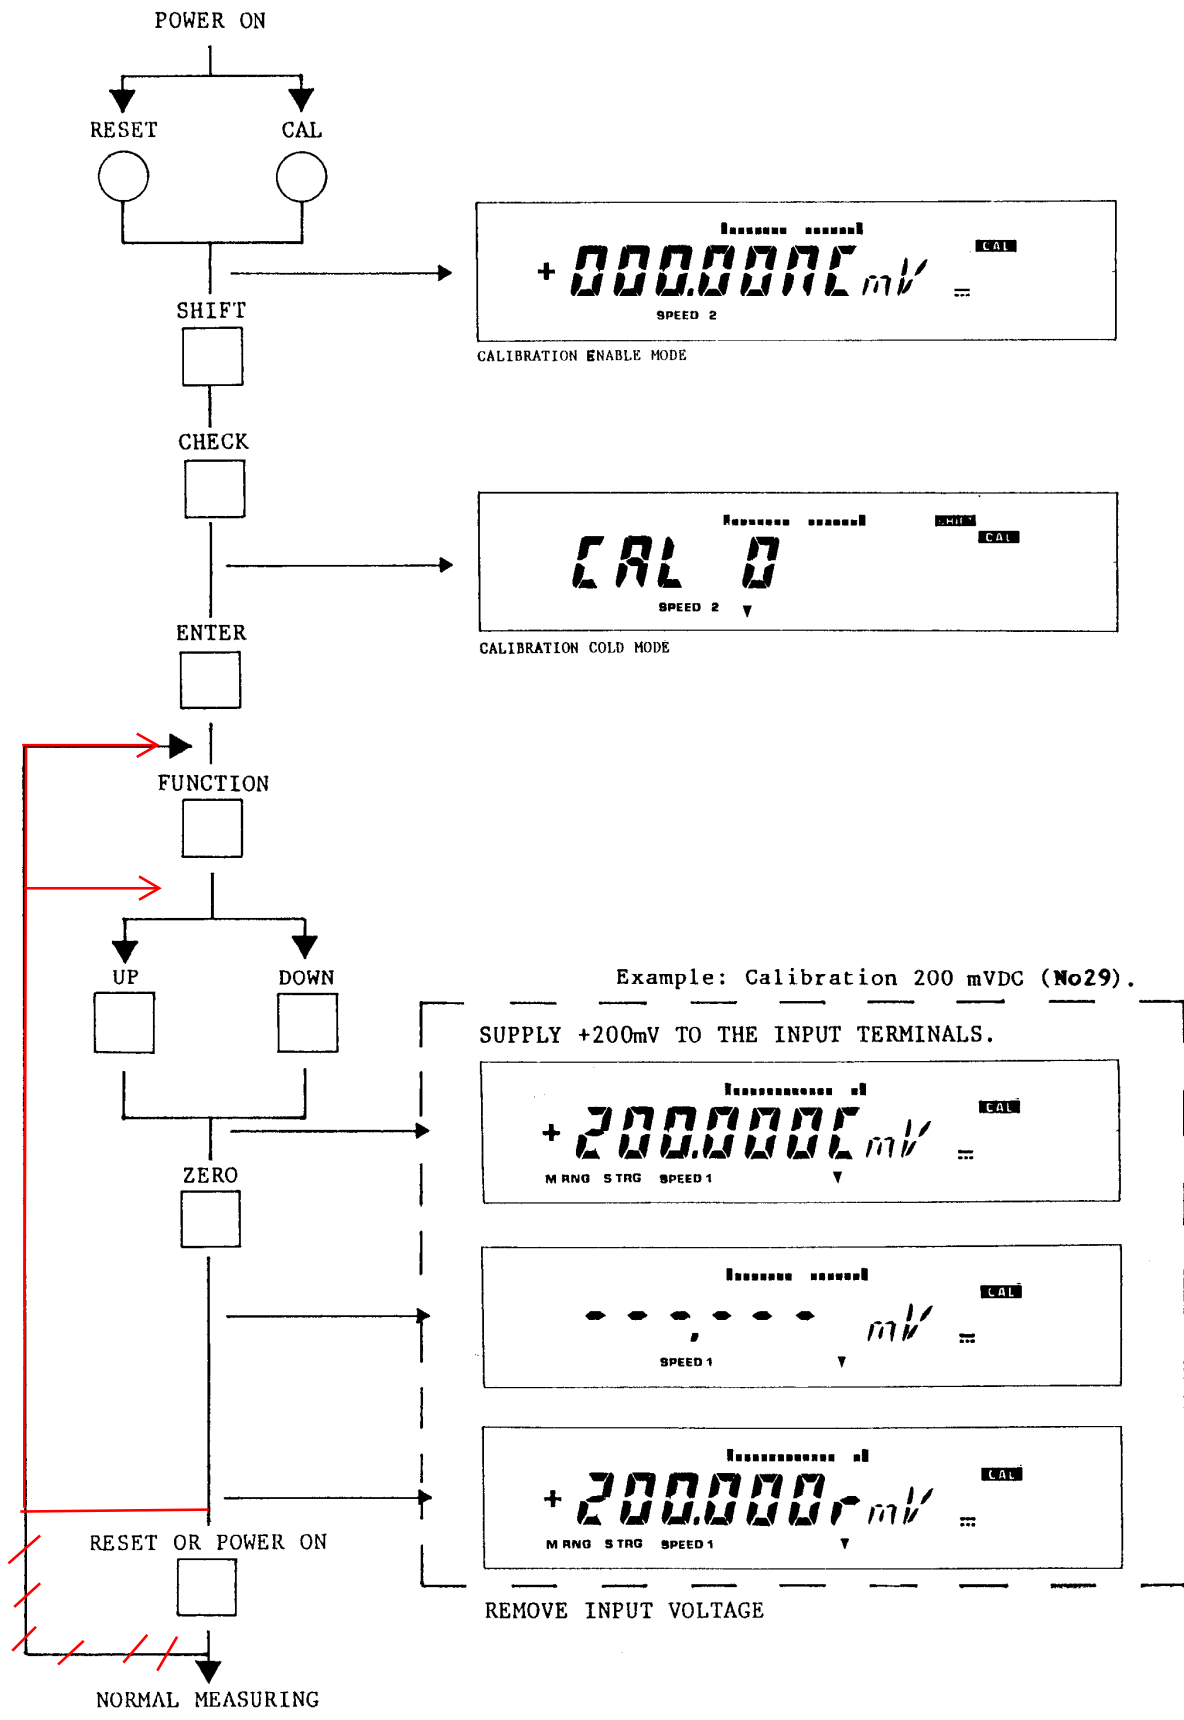 POWER ON
RESET CAL
+000.00NC mV
CAL
SPEED 2
CALIBRATION ENABLE MODE
SHIFT
CHECK
SHIFT
CAL
CAL 0
SPEED 2
CALIBRATION COLD MODE
ENTER
FUNCTION
UP DOWN
Example: Calibration 200 mVDC (No29).
SUPPLY +200mV TO THE INPUT TERMINALS.
CAL
+200.000C mV
M RNG S TRG SPEED 1
ZERO
CAL
---,--- mV
SPEED 1
CAL
+200.000r mV
M RNG S TRG SPEED 1
RESET OR POWER ON
REMOVE INPUT VOLTAGE
NORMAL MEASURING